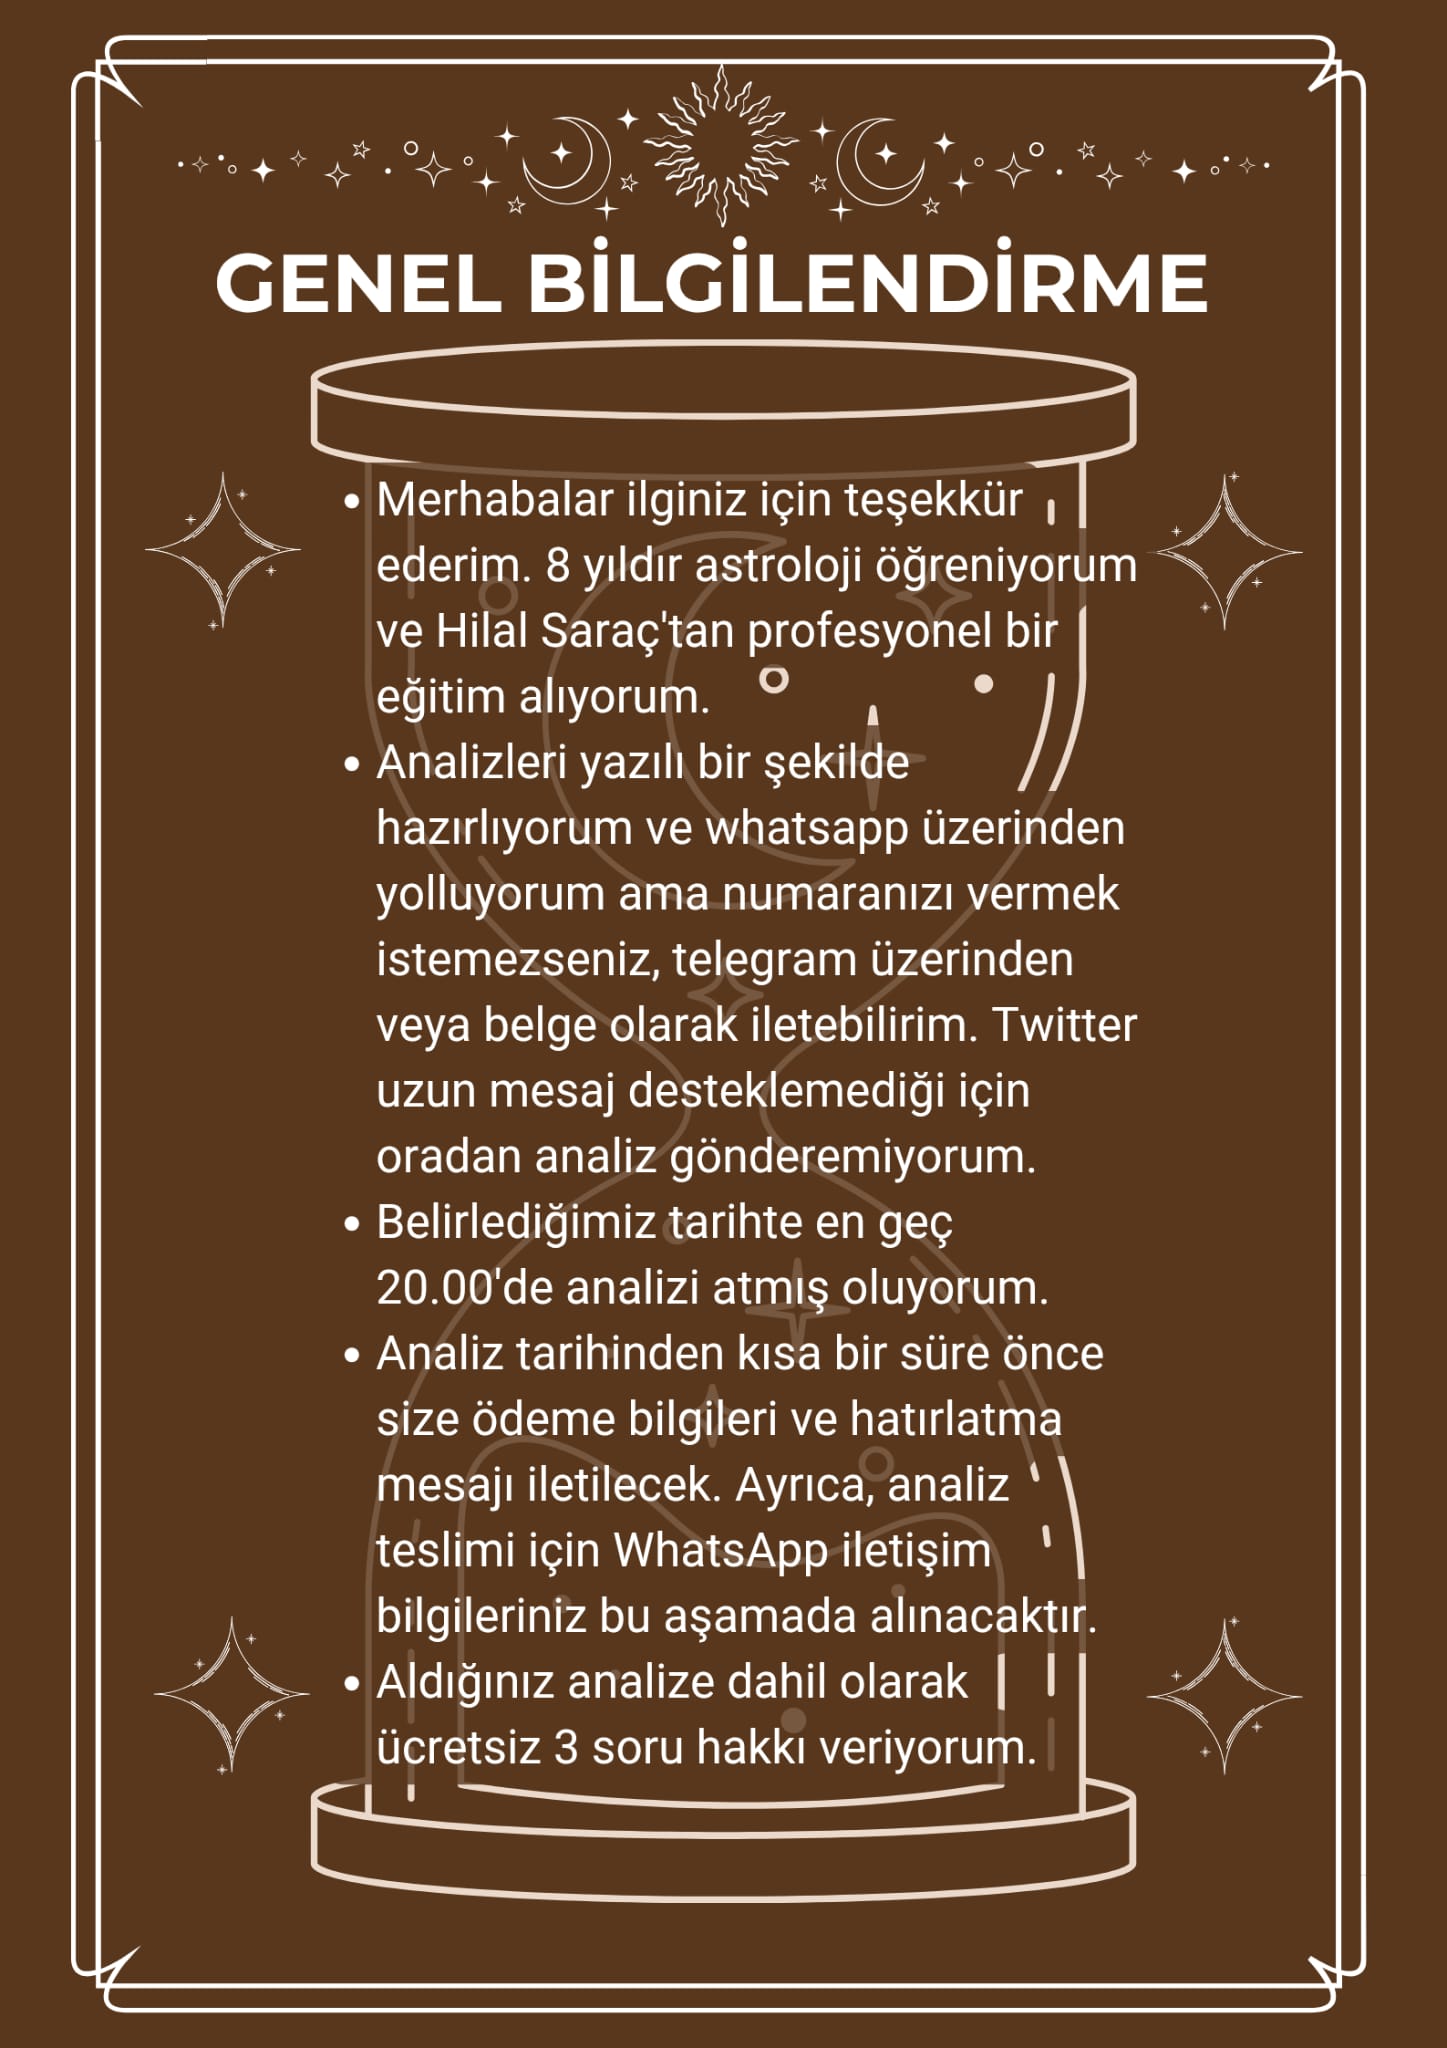 GENEL BİLGİLENDİRME
• Merhabalar ilginiz için teşekkür
ederim. 8 yıldır astroloji öğreniyorum
ve Hilal Saraç'tan profesyonel bir
eğitim alıyorum.
• Analizleri yazılı bir şekilde
hazırlıyorum ve whatsapp üzerinden
yolluyorum ama numaranızı vermek
istemezseniz, telegram üzerinden
veya belge olarak iletebilirim. Twitter
uzun mesaj desteklemediği için
oradan analiz gönderemiyorum.
• Belirlediğimiz tarihte en geç
20.00'de analizi atmış oluyorum.
• Analiz tarihinden kısa bir süre önce
size ödeme bilgileri ve hatırlatma
mesajı iletilecek. Ayrıca, analiz
teslimi için WhatsApp iletişim
bilgileriniz bu aşamada alınacaktır.
• Aldığınız analize dahil olarak
ücretsiz 3 soru hakkı veriyorum.